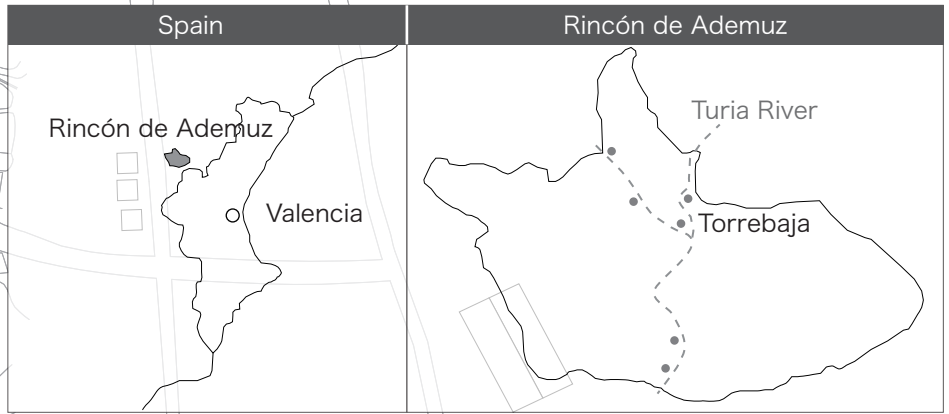 Spain
Rincón de Ademuz
Rincón de Ademuz
Valencia
Turia River
Torrebaja